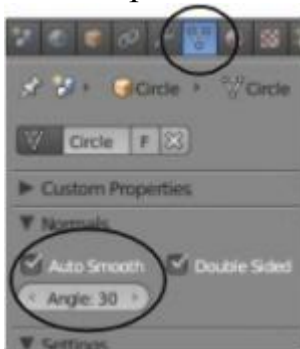 Circle Circle
Circle F
Custom Properties
Normals
Auto Smooth Double Sided
Angle: 30
Settings